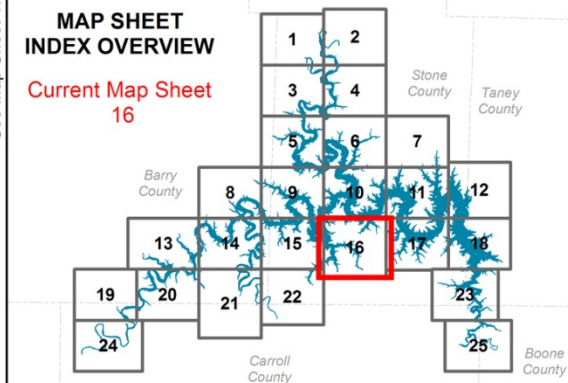 MAP SHEET
INDEX OVERVIEW
Current Map Sheet
16
1 2
3 4
Stone
County
Taney
County
5 6 7
Barry
County
8 9 10 11 12
13 14 15 16 17 18
19 20 21 22 23
24 25
Carroll
County
Boone
County